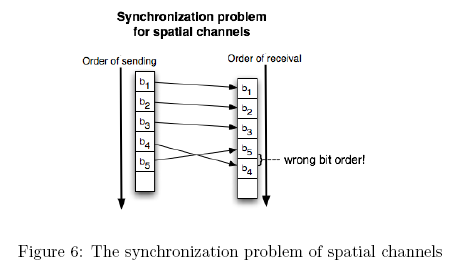 Synchronization problem
for spatial channels
Order of sending
Order of receival
b1
b2
b3
b4
b5
b1
b2
b3
b5
b4
wrong bit order!
Figure 6: The synchronization problem of spatial channels